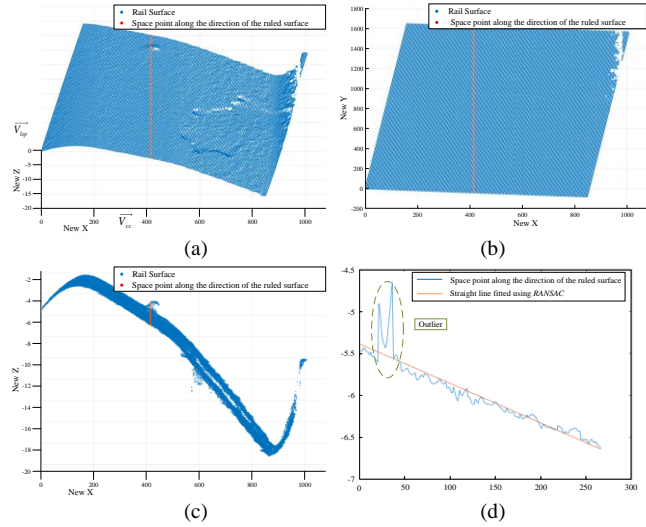 Rail Surface
Space point along the direction of the ruled surface
V_hp
0
-5
-10
-15
-20
New Z
0
200
400
600
800
1000
New X
V_cc
(a)
Rail Surface
Space point along the direction of the ruled surface
1800
1600
1400
1200
1000
800
600
400
200
0
New Y
0
200
400
600
800
1000
New X
(b)
Rail Surface
Space point along the direction of the ruled surface
-2
-4
-6
-8
-10
-12
-14
-16
-18
-20
New Z
0
200
400
600
800
1000
New X
(c)
Space point along the direction of the ruled surface
Straight line fitted using RANSAC
Outlier
-4.5
-5
-5.5
-6
-6.5
-7
0
50
100
150
200
250
300
(d)